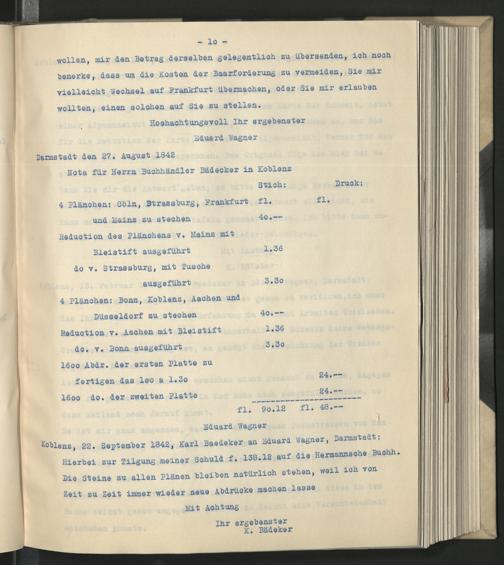 - 1o -
wollen, mir den Betrag derselben gelegentlich zu übersenden, ich noch
bemerke, dass um die Kosten der Baarforderung zu vermeiden, Sie mir
vielleicht Wechsel auf Frankfurt übermachen, oder Sie mir erlauben
wollten, einen solchen auf Sie zu stellen.
Hochachtungsvoll Ihr ergebenster
Eduard Wagner
Darmstadt den 27. August 1842
Nota für Herrn Buchhändler Bädecker in Koblenz
Stich: Druck:
4 Plänchen: Cöln, Strassburg, Frankfurt fl. fl.
und Mainz zu stechen 4o.--
Reduction des Plänchens v. Mainz mit
Bleistift ausgeführt 1.36
do v. Strassburg, mit Tusche
ausgeführt 3.3o
4 Plänchen: Bonn, Koblenz, Aachen und
Düsseldorf zu stechen 4o.--
Reduction v. Aachen mit Bleistift 1.36
do. v. Bonn ausgeführt 3.3o
16oo Abdr. der ersten Platte zu
fertigen das 1oo a 1.3o 24.--
16oo do. der zweiten Platte 24.--
fl. 9o.12 fl. 48.--
Eduard Wagner
Koblenz, 22. September 1842, Karl Baedeker an Eduard Wagner, Darmstadt:
Hierbei zur Tilgung meiner Schuld f. 138.12 auf die Hermannsche Buchh.
Die Steine zu allen Plänen bleiben natürlich stehen, weil ich von
Zeit zu Zeit immer wieder neue Abdrücke machen lasse
Mit Achtung
Ihr ergebenster
K. Bädeker